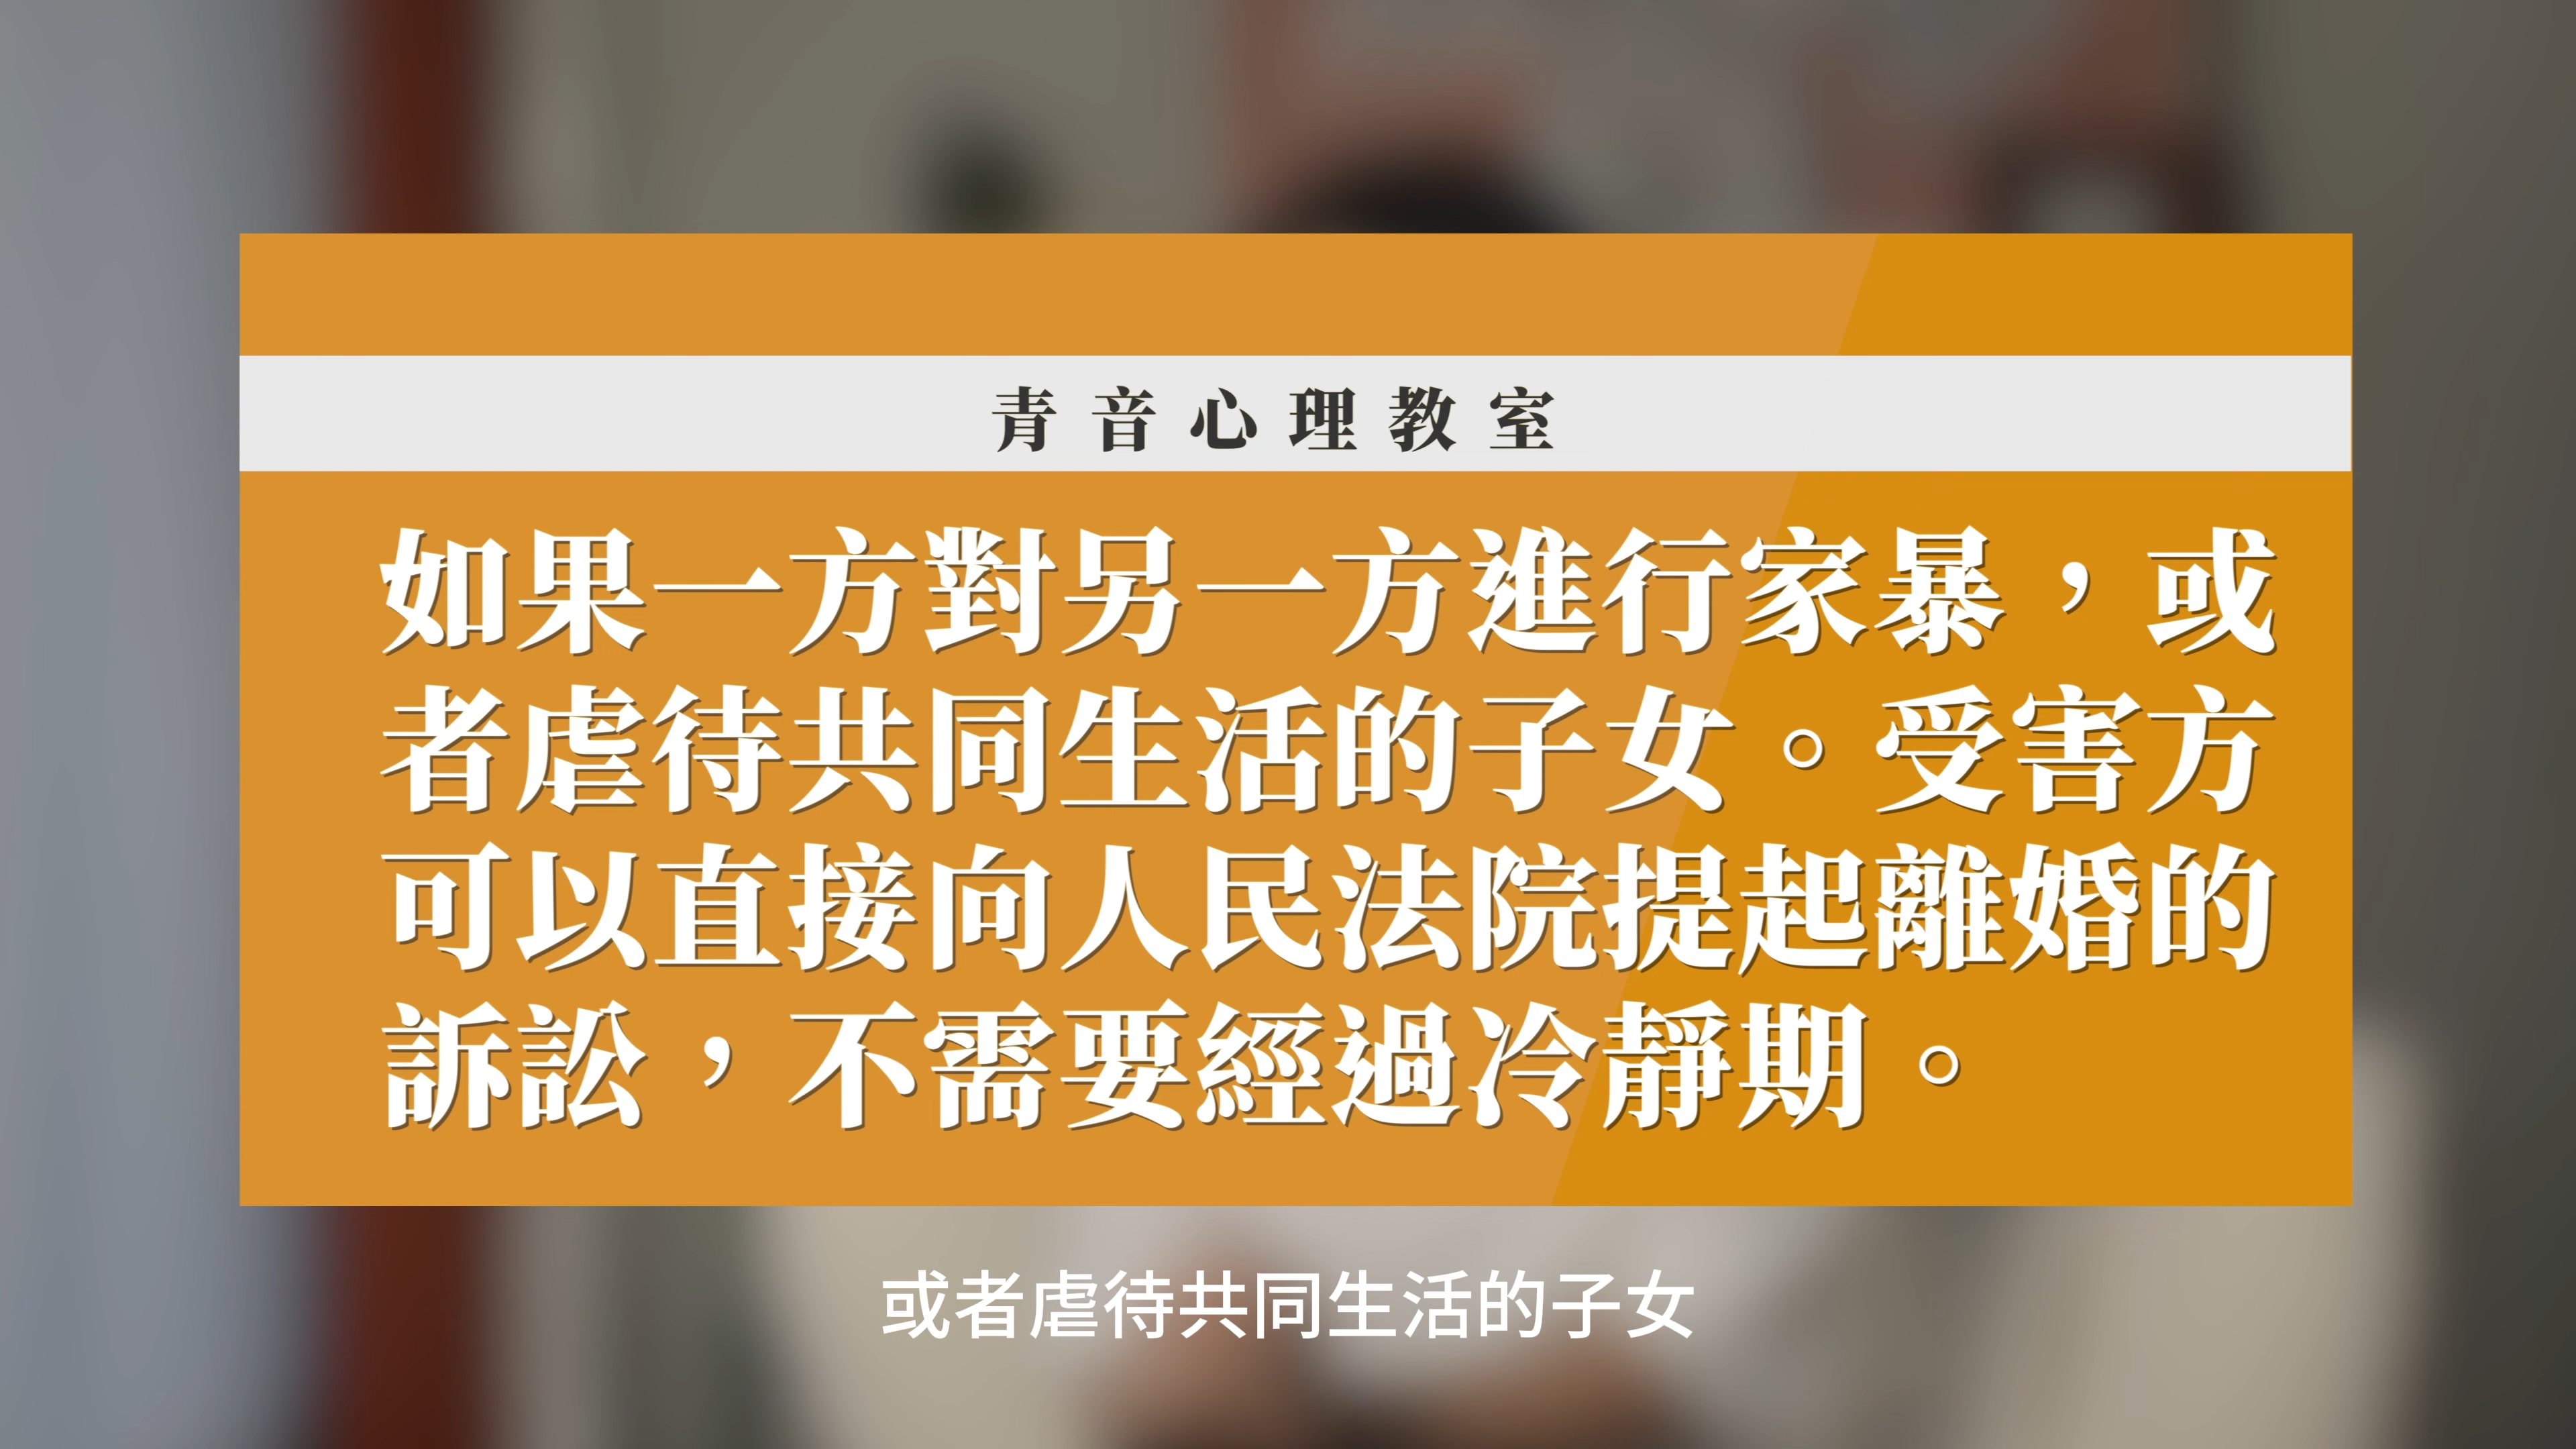 青音心理教室
如果一方對另一方進行家暴，或
者虐待共同生活的子女。受害方
可以直接向人民法院提起離婚的
訴訟，不需要經過冷靜期。
或者虐待共同生活的子女